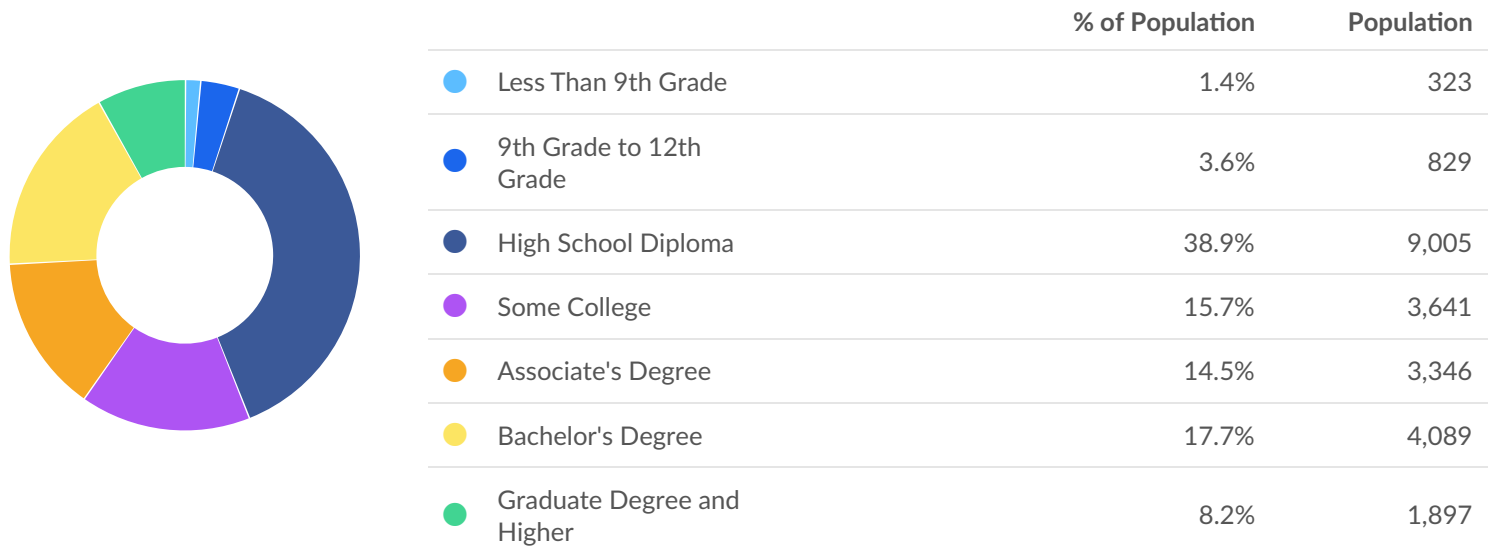 % of Population Population
Less Than 9th Grade 1.4% 323
9th Grade to 12th
Grade 3.6% 829
High School Diploma 38.9% 9,005
Some College 15.7% 3,641
Associate's Degree 14.5% 3,346
Bachelor's Degree 17.7% 4,089
Graduate Degree and
Higher 8.2% 1,897